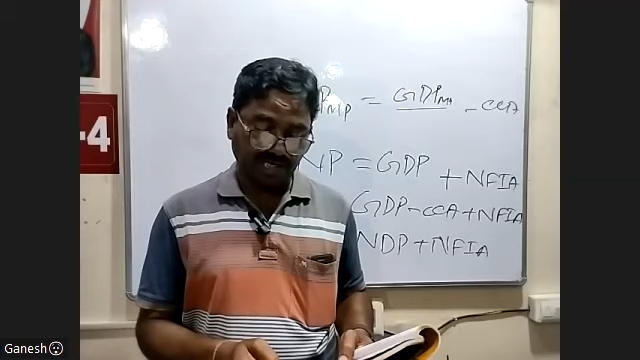 -4
= GDPMP - CCA
NP = GDP + NFIA
GDP - CCA + NFIA
NDP + NFIA
Ganesh😯